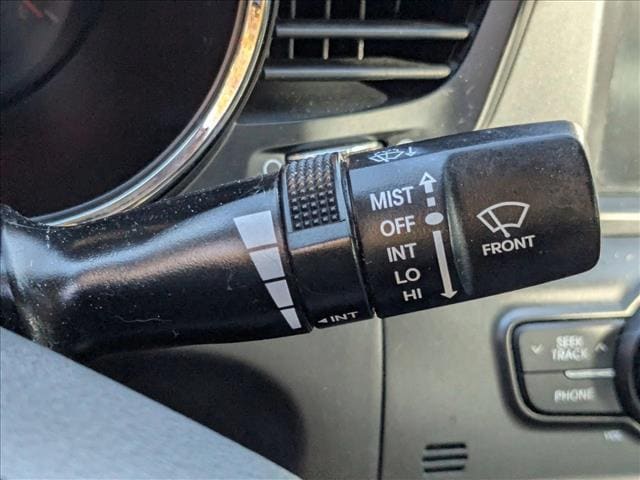 MIST
OFF
INT
LO
HI
FRONT
INT
SEEK
TRACK
PHONE